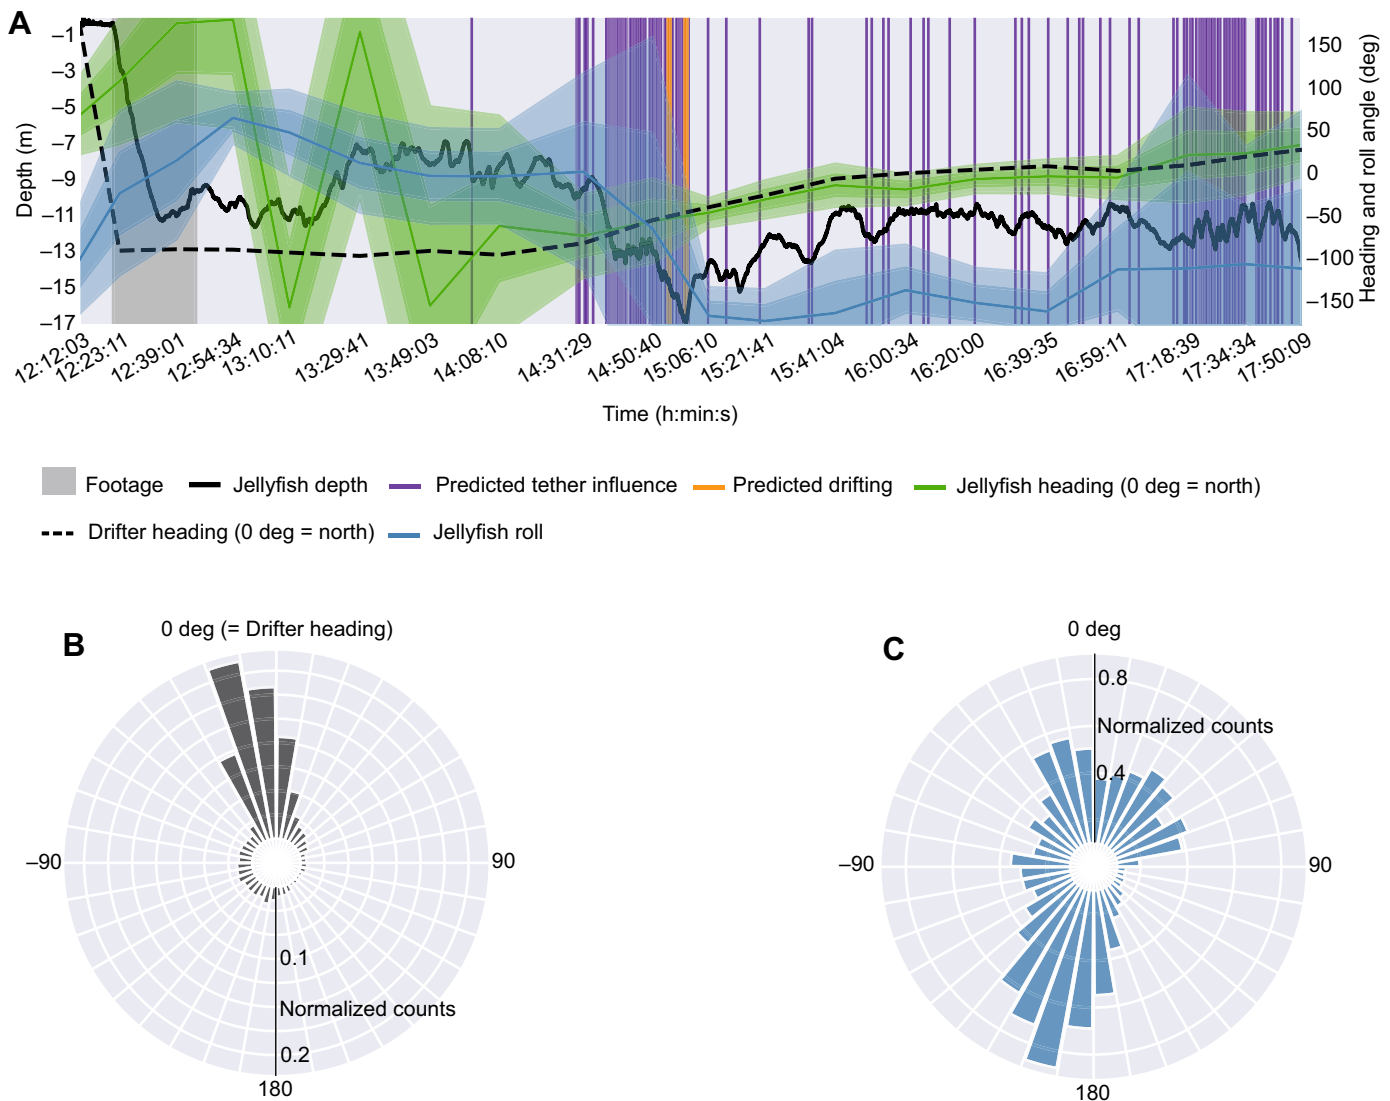 A
Depth (m)
–1
–3
–5
–7
–9
–11
–13
–15
–17
150
100
50
0
–50
–100
–150
Heading and roll angle (deg)
12:12:03
12:23:11
12:39:01
12:54:34
13:10:11
13:29:41
13:49:03
14:08:10
14:31:29
14:50:40
15:06:10
15:21:41
15:41:04
16:00:34
16:20:00
16:39:35
16:59:11
17:18:39
17:34:34
17:50:09
Time (h:min:s)
Footage
Jellyfish depth
Predicted tether influence
Predicted drifting
Jellyfish heading (0 deg = north)
Drifter heading (0 deg = north)
Jellyfish roll
B
0 deg (= Drifter heading)
–90
90
0.1
Normalized counts
0.2
180
C
0 deg
0.8
Normalized counts
0.4
–90
90
180